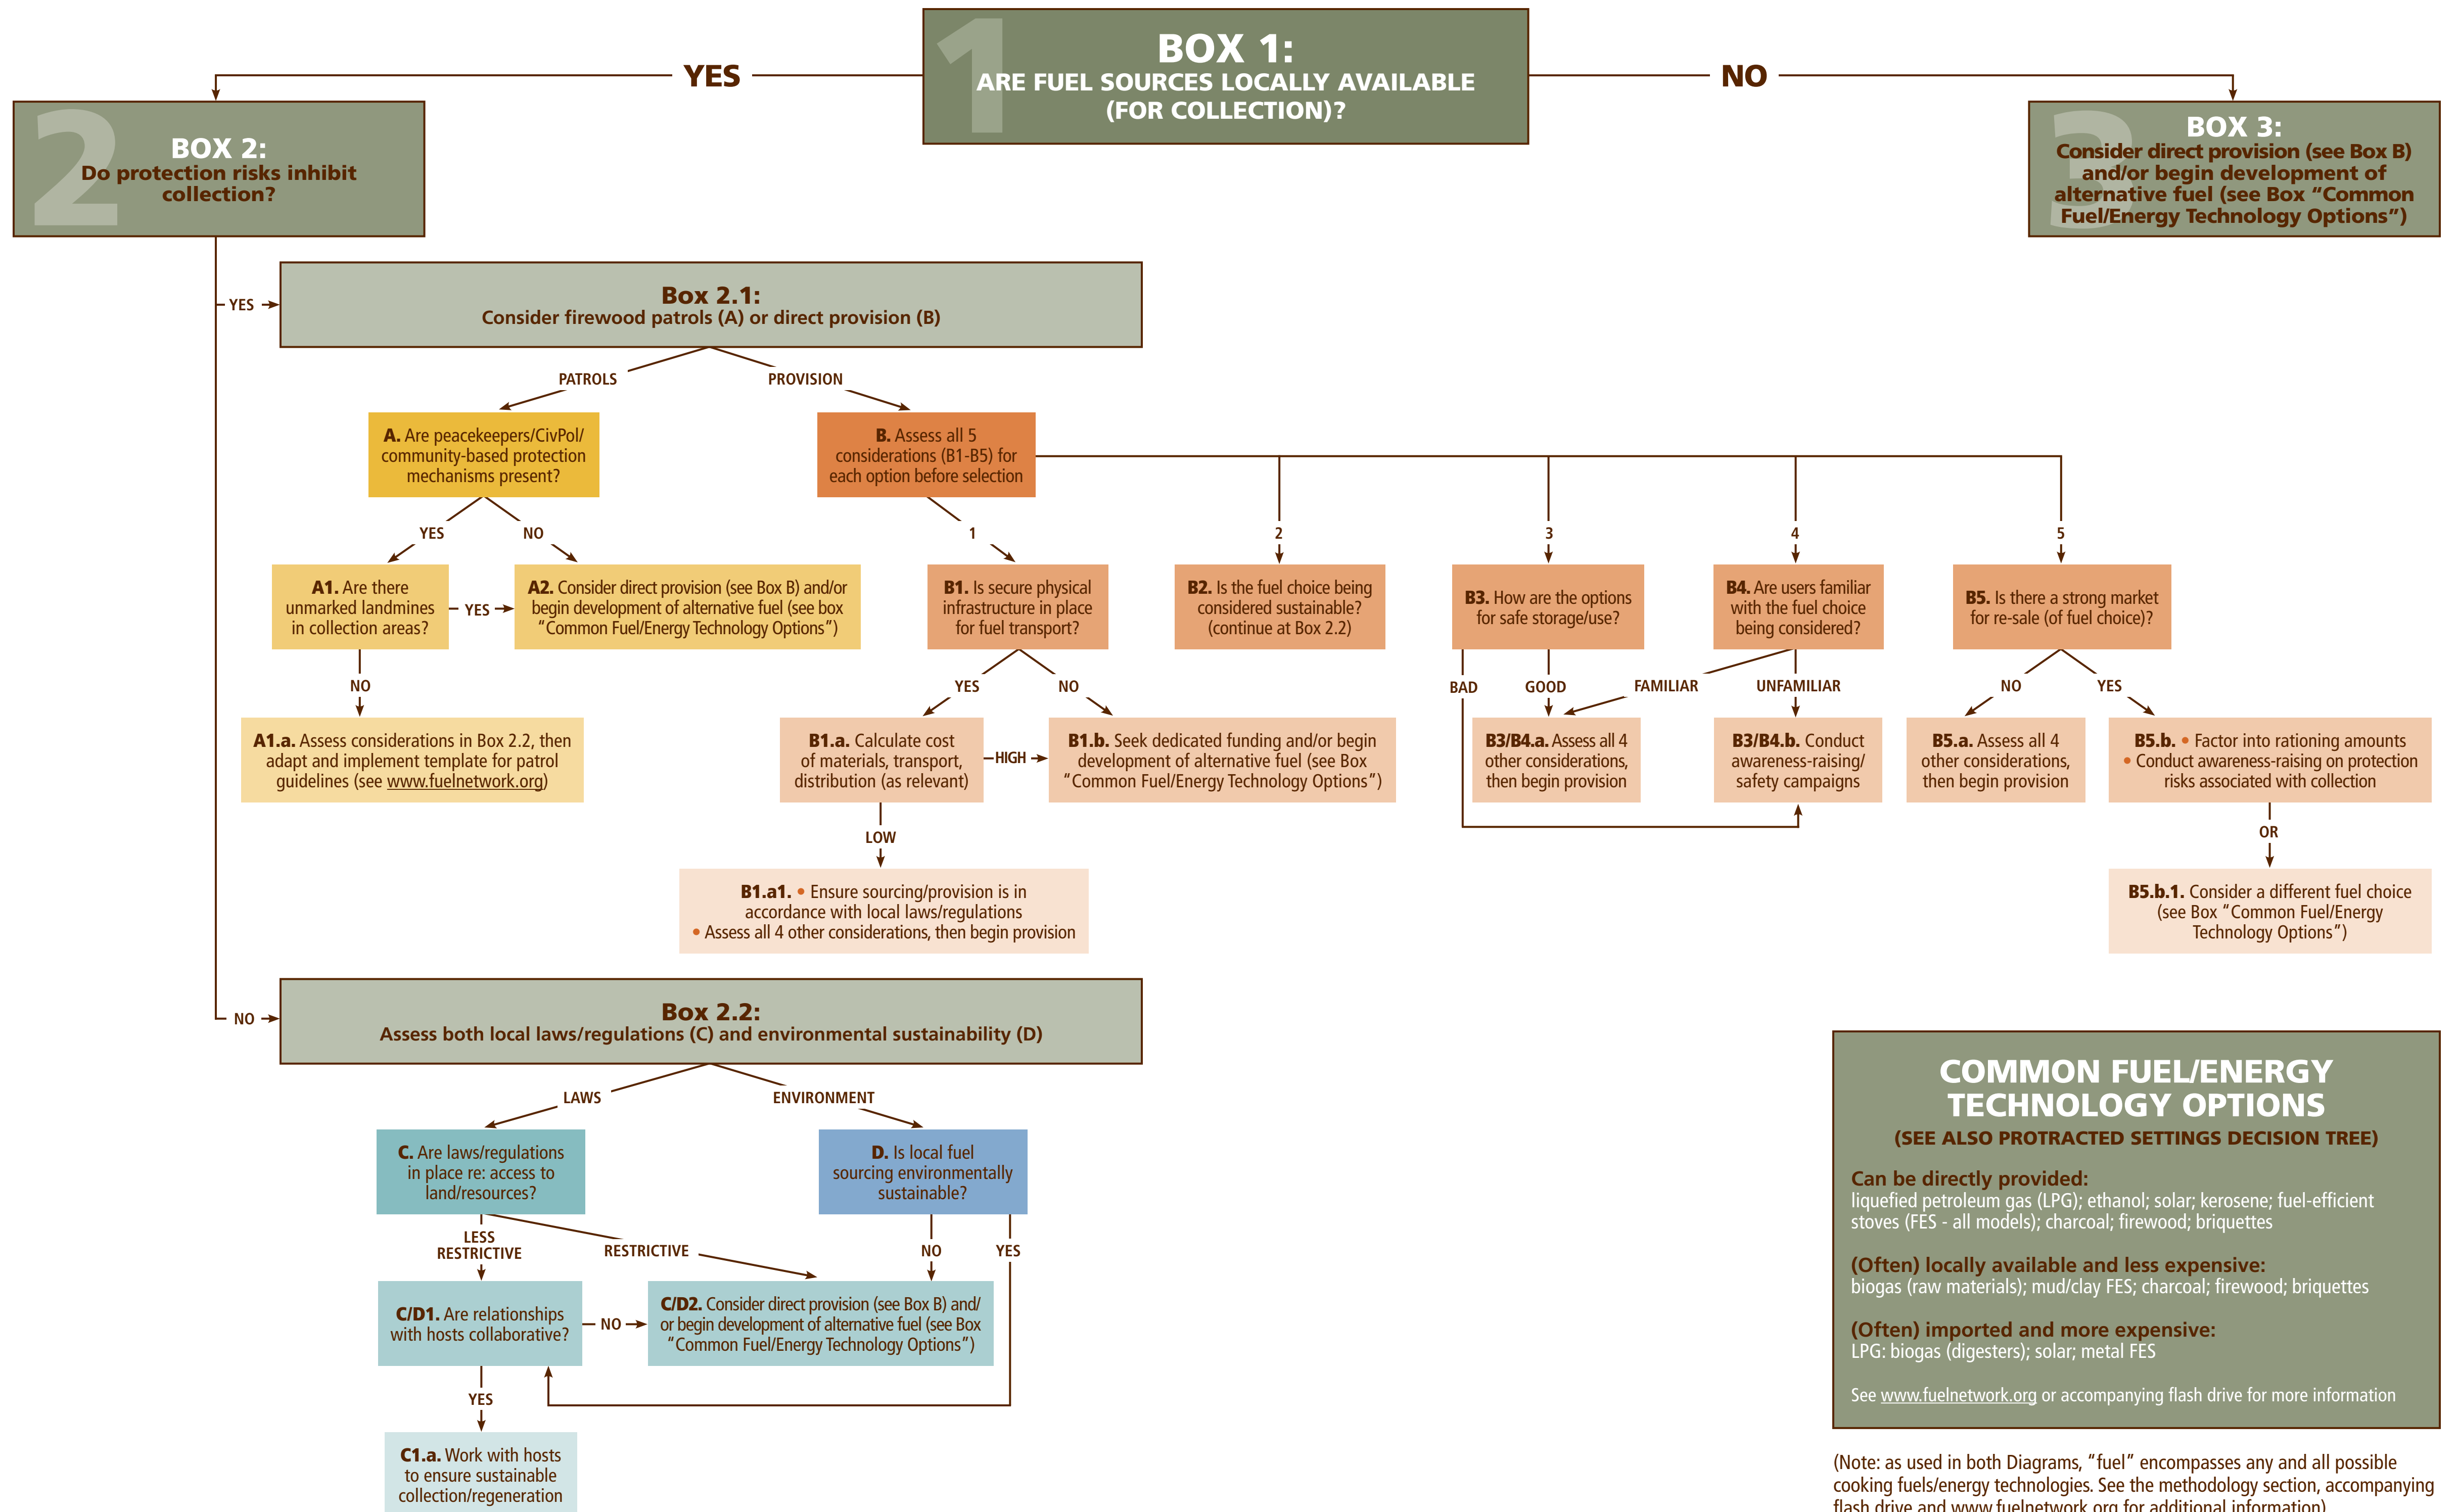 1
BOX 1:
ARE FUEL SOURCES LOCALLY AVAILABLE
(FOR COLLECTION)?
YES
NO
2
BOX 2:
Do protection risks inhibit
collection?
3
BOX 3:
Consider direct provision (see Box B)
and/or begin development of
alternative fuel (see Box “Common
Fuel/Energy Technology Options”)
YES
Box 2.1:
Consider firewood patrols (A) or direct provision (B)
PATROLS
PROVISION
A. Are peacekeepers/CivPol/
community-based protection
mechanisms present?
B. Assess all 5
considerations (B1-B5) for
each option before selection
YES
NO
1
2
3
4
5
A1. Are there
unmarked landmines
in collection areas?
YES
A2. Consider direct provision (see Box B) and/or
begin development of alternative fuel (see box
“Common Fuel/Energy Technology Options”)
B1. Is secure physical
infrastructure in place
for fuel transport?
B2. Is the fuel choice being
considered sustainable?
(continue at Box 2.2)
B3. How are the options
for safe storage/use?
B4. Are users familiar
with the fuel choice
being considered?
B5. Is there a strong market
for re-sale (of fuel choice)?
NO
YES
NO
BAD
GOOD
FAMILIAR
UNFAMILIAR
NO
YES
A1.a. Assess considerations in Box 2.2, then
adapt and implement template for patrol
guidelines (see www.fuelnetwork.org)
B1.a. Calculate cost
of materials, transport,
distribution (as relevant)
HIGH
B1.b. Seek dedicated funding and/or begin
development of alternative fuel (see Box
“Common Fuel/Energy Technology Options”)
B3/B4.a. Assess all 4
other considerations,
then begin provision
B3/B4.b. Conduct
awareness-raising/
safety campaigns
B5.a. Assess all 4
other considerations,
then begin provision
B5.b. • Factor into rationing amounts
• Conduct awareness-raising on protection
risks associated with collection
LOW
OR
B1.a1. • Ensure sourcing/provision is in
accordance with local laws/regulations
• Assess all 4 other considerations, then begin provision
B5.b.1. Consider a different fuel choice
(see Box “Common Fuel/Energy
Technology Options”)
NO
Box 2.2:
Assess both local laws/regulations (C) and environmental sustainability (D)
LAWS
ENVIRONMENT
C. Are laws/regulations
in place re: access to
land/resources?
D. Is local fuel
sourcing environmentally
sustainable?
LESS
RESTRICTIVE
RESTRICTIVE
NO
YES
C/D1. Are relationships
with hosts collaborative?
NO
C/D2. Consider direct provision (see Box B) and/
or begin development of alternative fuel (see Box
“Common Fuel/Energy Technology Options”)
YES
C1.a. Work with hosts
to ensure sustainable
collection/regeneration
COMMON FUEL/ENERGY
TECHNOLOGY OPTIONS
(SEE ALSO PROTRACTED SETTINGS DECISION TREE)
Can be directly provided:
liquefied petroleum gas (LPG); ethanol; solar; kerosene; fuel-efficient
stoves (FES - all models); charcoal; firewood; briquettes
(Often) locally available and less expensive:
biogas (raw materials); mud/clay FES; charcoal; firewood; briquettes
(Often) imported and more expensive:
LPG: biogas (digesters); solar; metal FES
See www.fuelnetwork.org or accompanying flash drive for more information
(Note: as used in both Diagrams, “fuel” encompasses any and all possible
cooking fuels/energy technologies. See the methodology section, accompanying
flash drive and www.fuelnetwork.org for additional information)